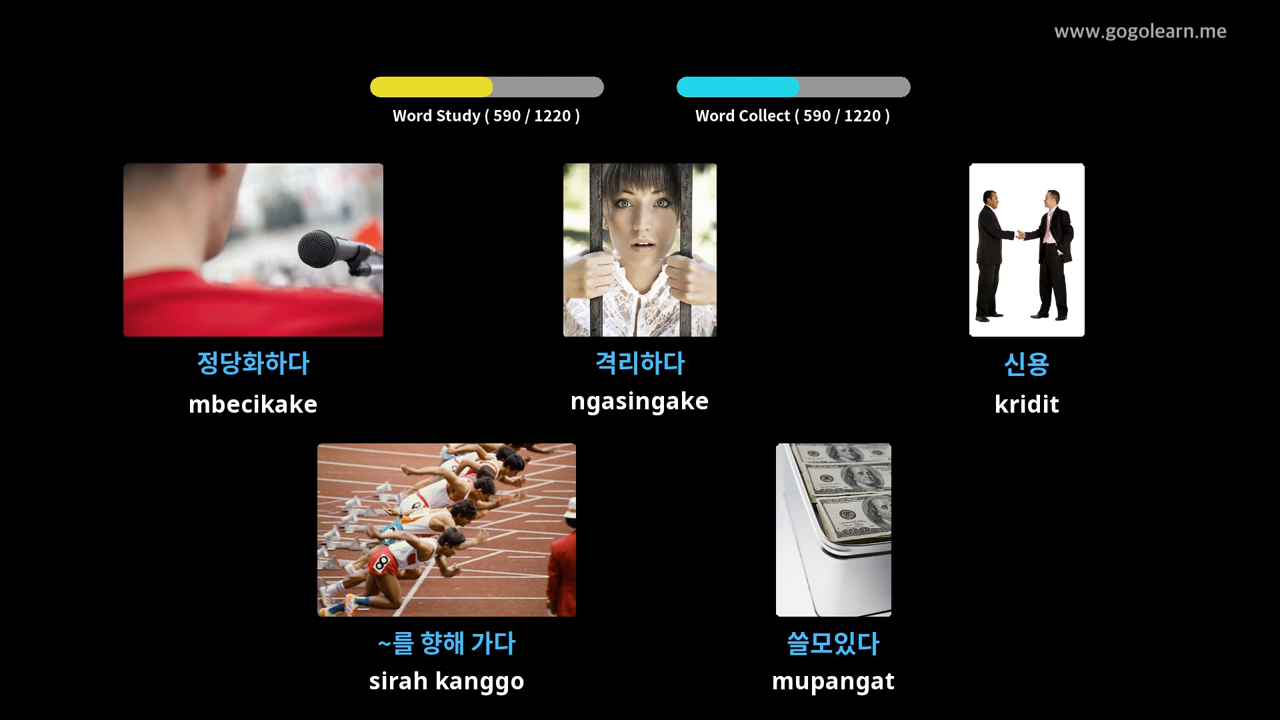 www.gogolearn.me
Word Study ( 590 / 1220 )
Word Collect ( 590 / 1220 )
정당화하다
mbecikake
격리하다
ngasingake
신용
kridit
~를 향해 가다
sirah kanggo
쓸모있다
mupangat